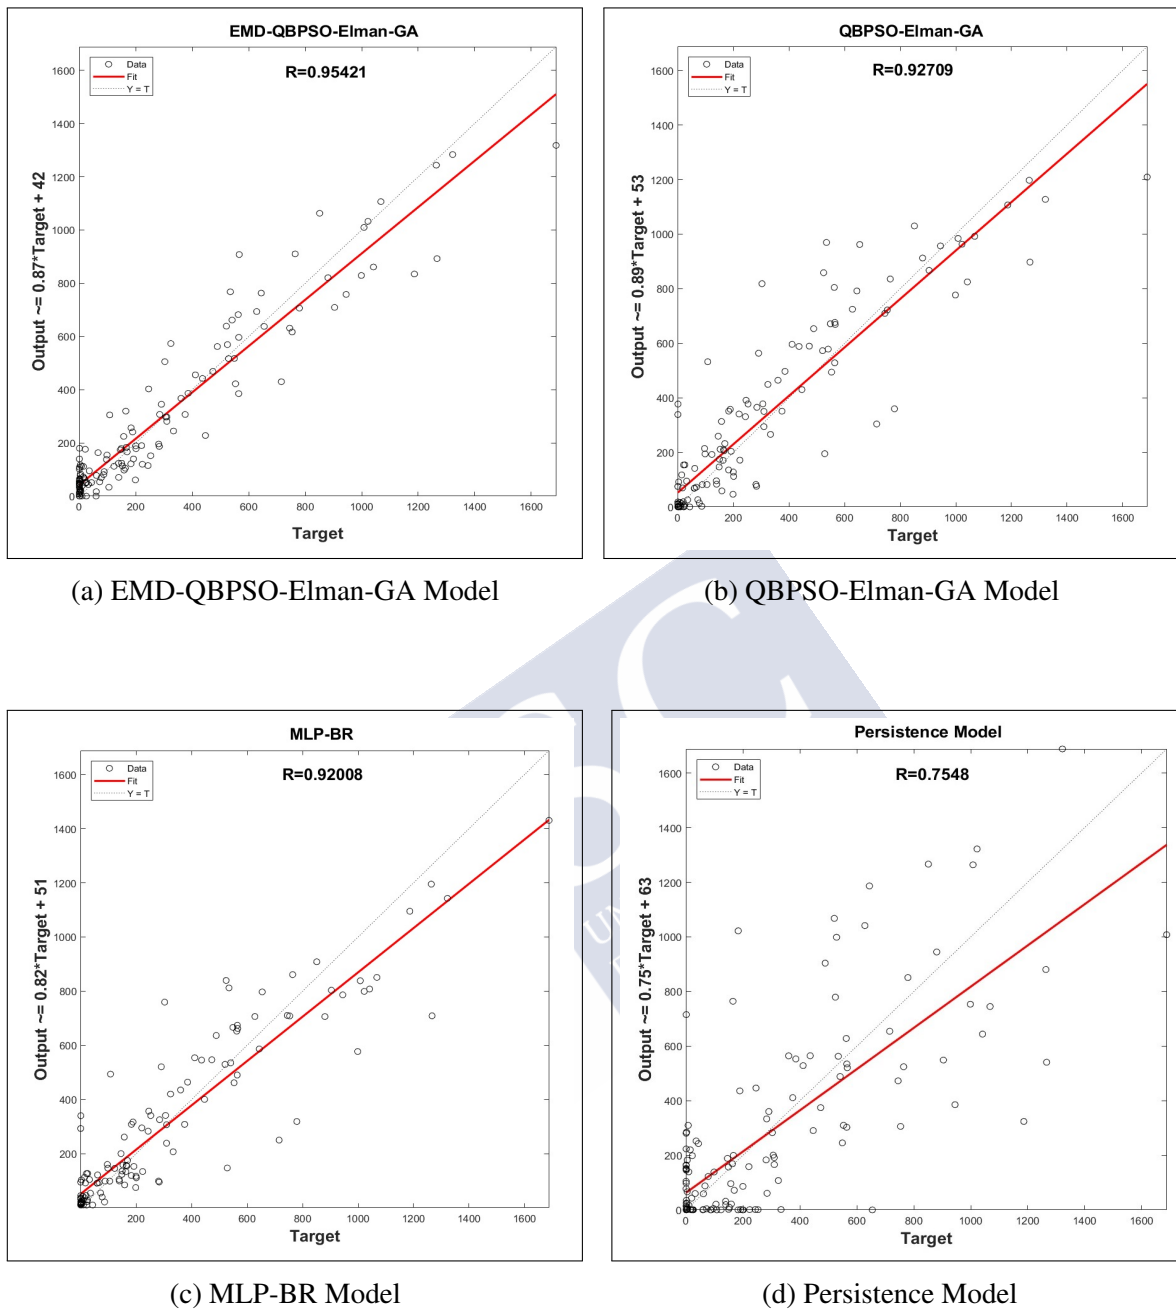 EMD-QBPSO-Elman-GA
R=0.95421
Data
Fit
Y = T
Output ~= 0.87*Target + 42
1600
1400
1200
1000
800
600
400
200
0
0 200 400 600 800 1000 1200 1400 1600
Target
(a) EMD-QBPSO-Elman-GA Model
QBPSO-Elman-GA
R=0.92709
Data
Fit
Y = T
Output ~= 0.89*Target + 53
1600
1400
1200
1000
800
600
400
200
0
0 200 400 600 800 1000 1200 1400 1600
Target
(b) QBPSO-Elman-GA Model
MLP-BR
R=0.92008
Data
Fit
Y = T
Output ~= 0.82*Target + 51
1600
1400
1200
1000
800
600
400
200
200 400 600 800 1000 1200 1400 1600
Target
(c) MLP-BR Model
Persistence Model
R=0.7548
Data
Fit
Y = T
Output ~= 0.75*Target + 63
1600
1400
1200
1000
800
600
400
200
0
0 200 400 600 800 1000 1200 1400 1600
Target
(d) Persistence Model